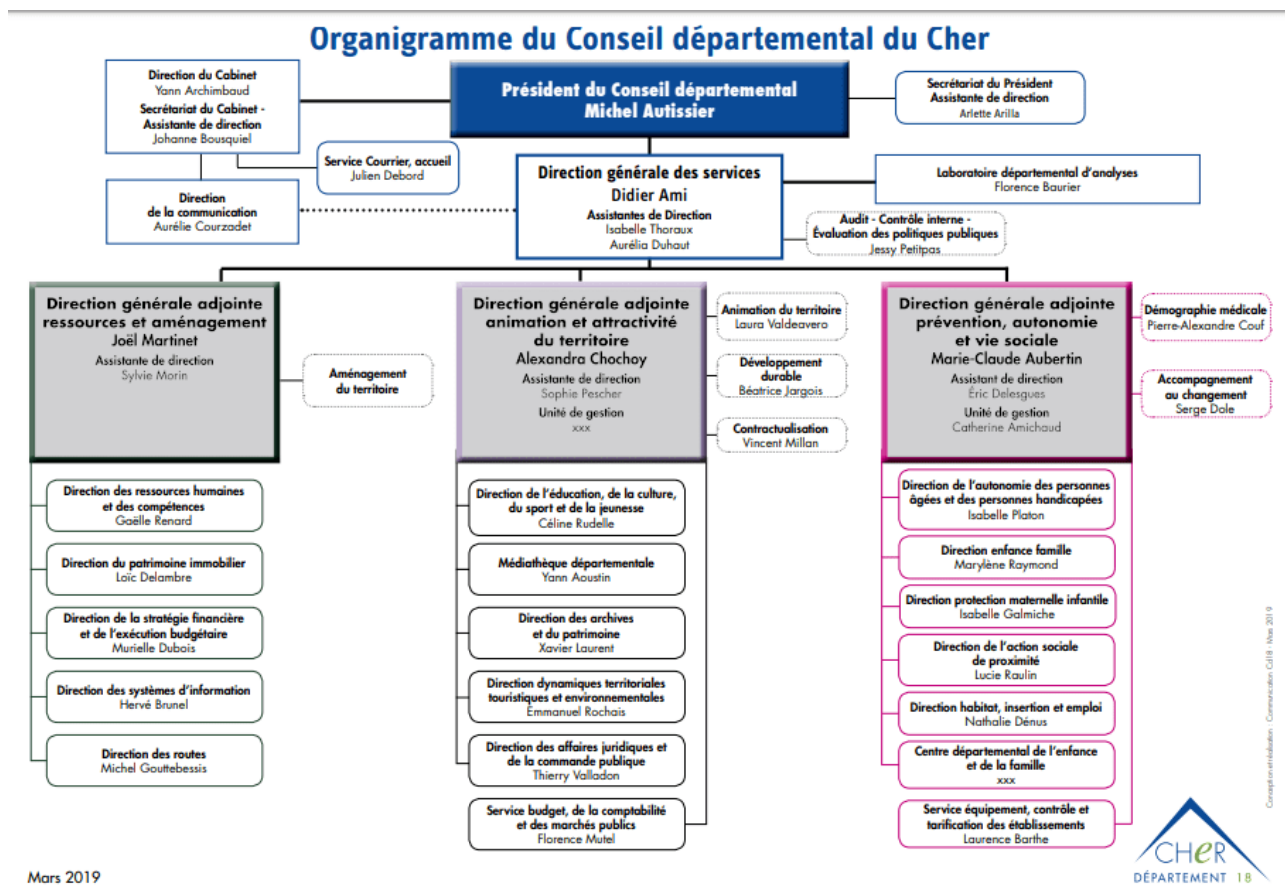 Organigramme du Conseil départemental du Cher
Direction du Cabinet
Yann Archimbaud
Secrétariat du Cabinet -
Assistante de direction
Johanne Bousquiel
Président du Conseil départemental
Michel Autissier
Secrétariat du Président
Assistante de direction
Arlette Arilla
Service Courrier, accueil
Julien Debord
Direction
de la communication
Aurélie Courzadet
Direction générale des services
Didier Ami
Assistantes de Direction
Isabelle Thoraux
Aurélia Duhaut
Laboratoire départemental d'analyses
Florence Baurier
Audit - Contrôle interne -
Évaluation des politiques publiques
Jessy Petitpas
Direction générale adjointe
ressources et aménagement
Joël Martinet
Assistante de direction
Sylvie Morin
Aménagement
du territoire
Direction des ressources humaines
et des compétences
Gaëlle Renard
Direction du patrimoine immobilier
Loïc Delambre
Direction de la stratégie financière
et de l'exécution budgétaire
Murielle Dubois
Direction des systèmes d'information
Hervé Brunel
Direction des routes
Michel Gouttebessis
Direction générale adjointe
animation et attractivité
du territoire
Alexandra Chochoy
Assistante de direction
Sophie Pescher
Unité de gestion
xxx
Animation du territoire
Laura Valdeavero
Développement
durable
Béatrice Jargois
Contractualisation
Vincent Millan
Direction de l'éducation, de la culture,
du sport et de la jeunesse
Céline Rudelle
Médiathèque départementale
Yann Aoustin
Direction des archives
et du patrimoine
Xavier Laurent
Direction dynamiques territoriales
touristiques et environnementales
Emmanuel Rochais
Direction des affaires juridiques et
de la commande publique
Thierry Valladon
Service budget, de la comptabilité
et des marchés publics
Florence Mutel
Direction générale adjointe
prévention, autonomie
et vie sociale
Marie-Claude Aubertin
Assistant de direction
Éric Delesgues
Unité de gestion
Catherine Amichaud
Démographie médicale
Pierre-Alexandre Couf
Accompagnement
au changement
Serge Dole
Direction de l'autonomie des personnes
âgées et des personnes handicapées
Isabelle Platon
Direction enfance famille
Marylène Raymond
Direction protection maternelle infantile
Isabelle Galmiche
Direction de l'action sociale
de proximité
Lucie Raulin
Direction habitat, insertion et emploi
Nathalie Dénus
Centre départemental de l'enfance
et de la famille
xxx
Service équipement, contrôle et
tarification des établissements
Laurence Barthe
Conception et réalisation : Communication Cd18 - Mars 2019
CHeR
DÉPARTEMENT 18
Mars 2019